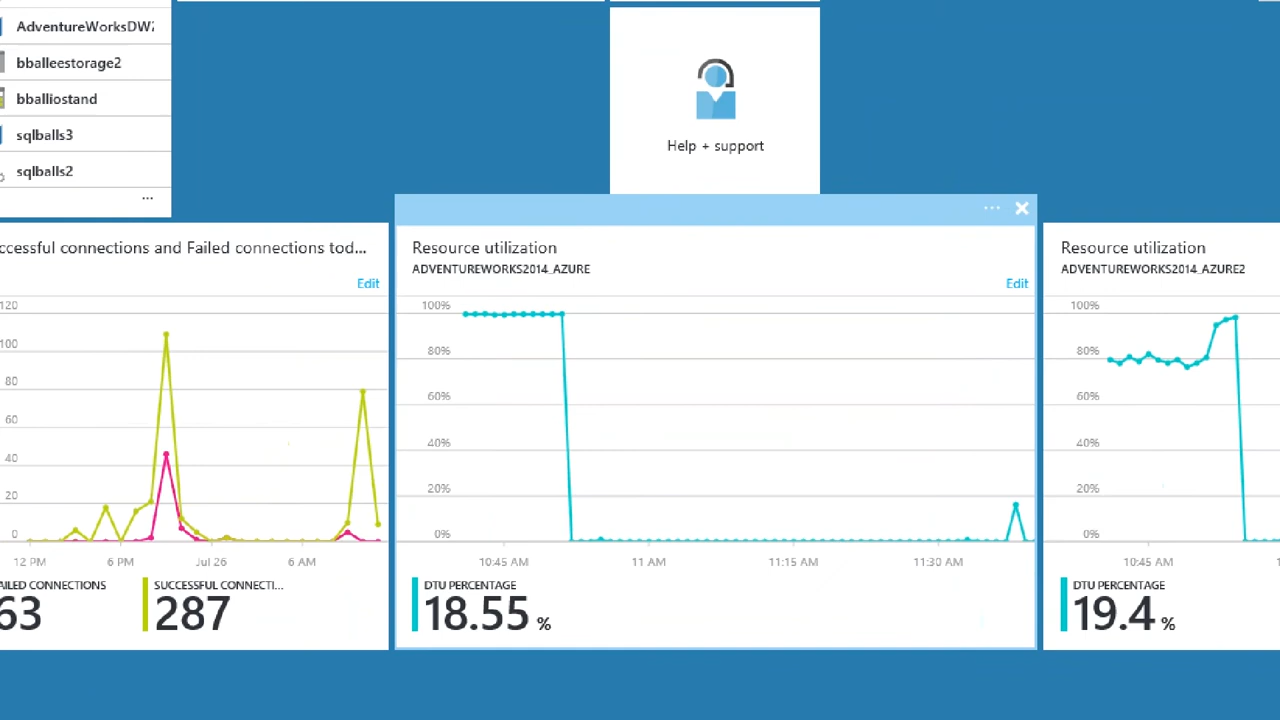 AdventureWorksDW
bballeestorage2
bballiostand
sqlballs3
sqlballs2
...
Help + support
... ×
ccessful connections and Failed connections tod...
Edit
120
100
80
60
40
20
0
12 PM 6 PM Jul 26 6 AM
AILED CONNECTIONS
63
SUCCESSFUL CONNECTI...
287
Resource utilization
ADVENTUREWORKS2014_AZURE
Edit
100%
80%
60%
40%
20%
0%
10:45 AM 11 AM 11:15 AM 11:30 AM
DTU PERCENTAGE
18.55 %
Resource utilization
ADVENTUREWORKS2014_AZURE2
100%
80%
60%
40%
20%
0%
10:45 AM 1
DTU PERCENTAGE
19.4 %